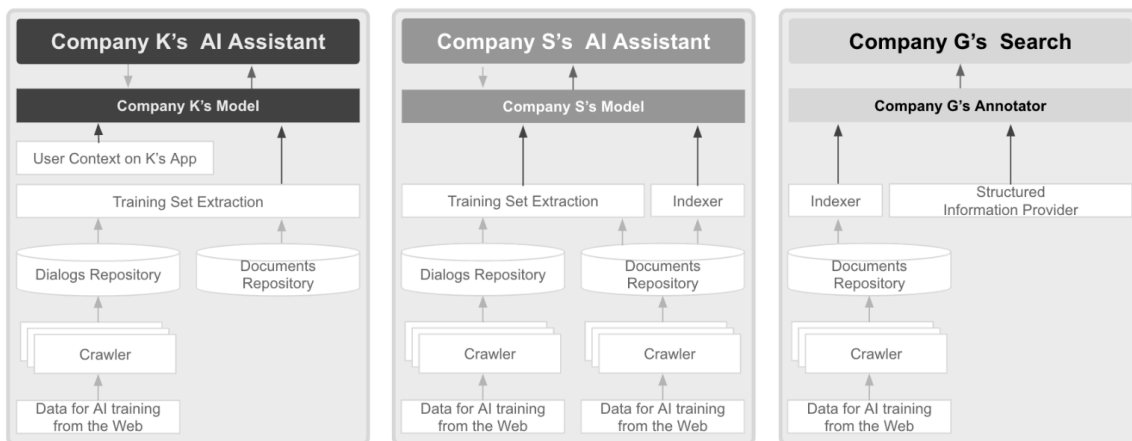 Company K's AI Assistant
Company K's Model
User Context on K's App
Training Set Extraction
Dialogs Repository
Documents
Repository
Crawler
Data for AI training
from the Web
Company S's AI Assistant
Company S's Model
Training Set Extraction
Indexer
Dialogs Repository
Documents
Repository
Crawler
Crawler
Data for AI training
from the Web
Data for AI training
from the Web
Company G's Search
Company G's Annotator
Indexer
Structured
Information Provider
Documents
Repository
Crawler
Data for AI training
from the Web